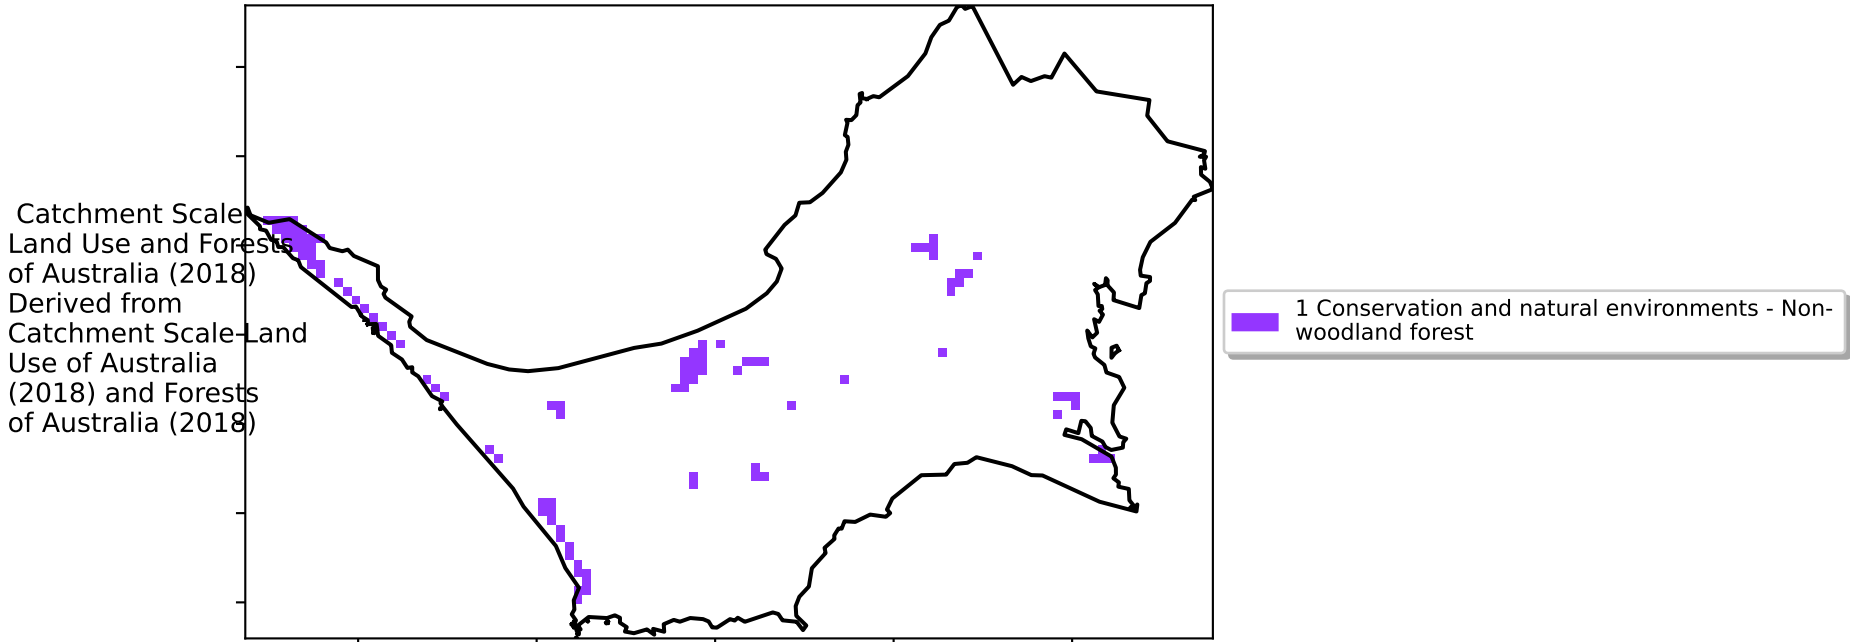 Catchment Scale
Land Use and Forests
of Australia (2018)
Derived from
Catchment Scale Land
Use of Australia
(2018) and Forests
of Australia (2018)
1 Conservation and natural environments - Non-
woodland forest